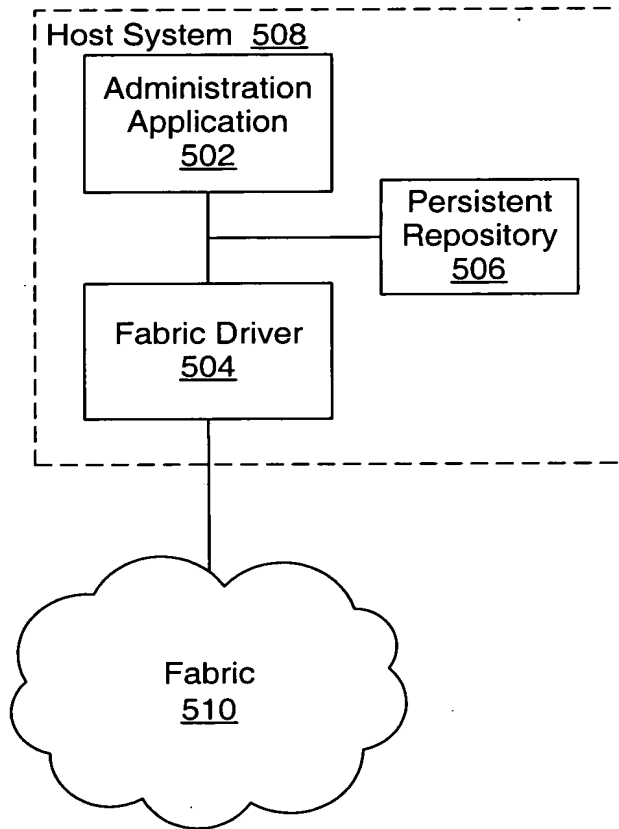 Host System 508
Administration
Application
502
Persistent
Repository
506
Fabric Driver
504
Fabric
510